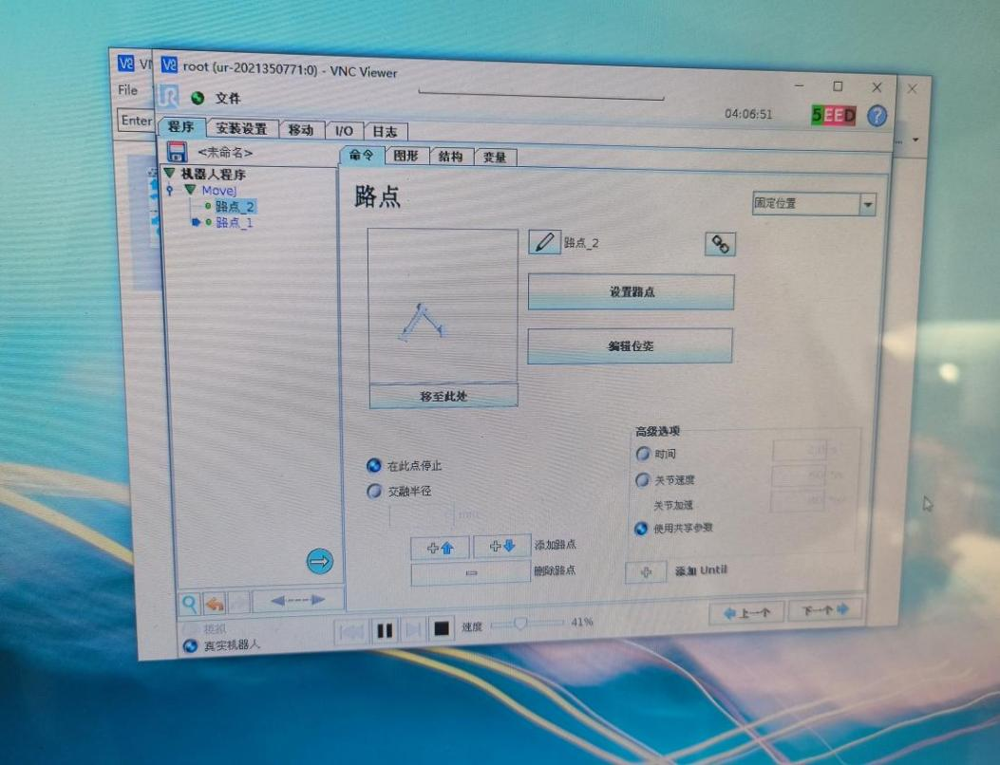 root (ur-2021350771:0) - VNC Viewer
File
文件
04:06:51
5EED
?
Enter
程序 安装设置 移动 I/O 日志
<未命名>
命令 图形 结构 变量
机器人程序
MoveJ
路点_2
路点_1
路点
固定位置
路点_2
设置路点
编辑位姿
移至此处
高级选项
在此点停止
时间
交融半径
关节速度
mm
关节加速
使用共享参数
添加路点
删除路点
添加 Until
模拟
真实机器人
速度
41%
上一个
下一个